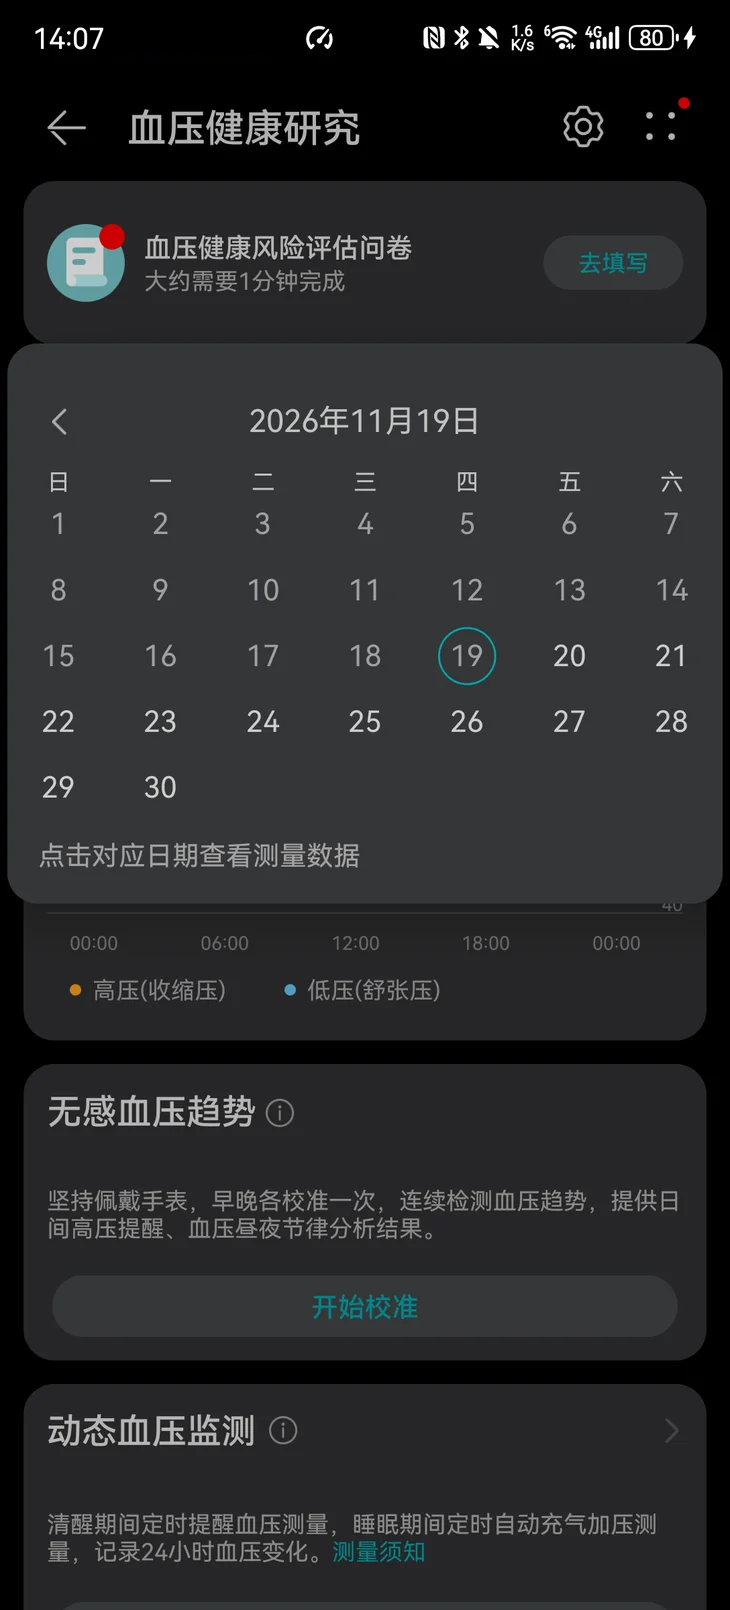 14:07
1.6
K/s
6
4G
80
血压健康研究
血压健康风险评估问卷
大约需要1分钟完成
去填写
2026年11月19日
日 一 二 三 四 五 六
1 2 3 4 5 6 7
8 9 10 11 12 13 14
15 16 17 18 19 20 21
22 23 24 25 26 27 28
29 30
点击对应日期查看测量数据
40
00:00 06:00 12:00 18:00 00:00
高压(收缩压) 低压(舒张压)
无感血压趋势
坚持佩戴手表，早晚各校准一次，连续检测血压趋势，提供日
间高压提醒、血压昼夜节律分析结果。
开始校准
动态血压监测
清醒期间定时提醒血压测量，睡眠期间定时自动充气加压测
量，记录24小时血压变化。测量须知